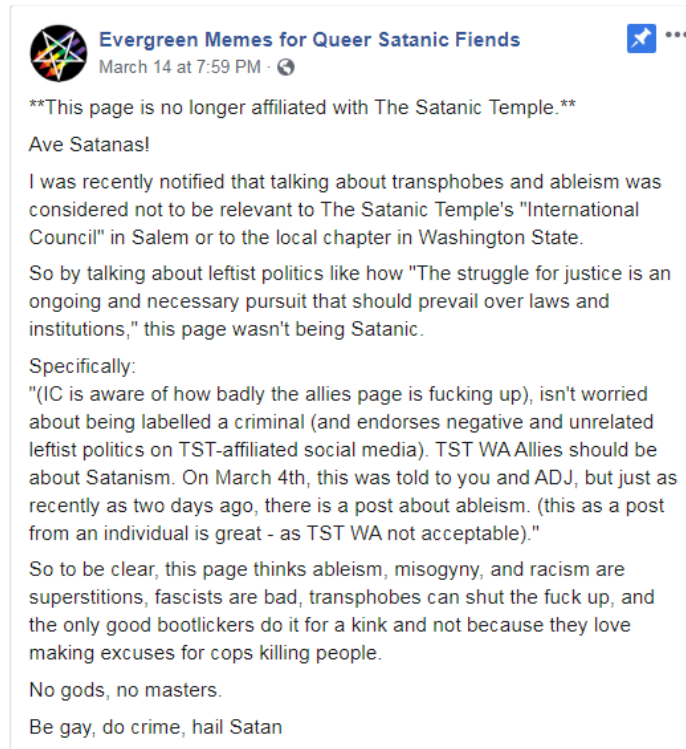 Evergreen Memes for Queer Satanic Fiends
March 14 at 7:59 PM ·
**This page is no longer affiliated with The Satanic Temple.**
Ave Satanas!
I was recently notified that talking about transphobes and ableism was
considered not to be relevant to The Satanic Temple's "International
Council" in Salem or to the local chapter in Washington State.
So by talking about leftist politics like how "The struggle for justice is an
ongoing and necessary pursuit that should prevail over laws and
institutions," this page wasn't being Satanic.
Specifically:
"(IC is aware of how badly the allies page is fucking up), isn't worried
about being labelled a criminal (and endorses negative and unrelated
leftist politics on TST-affiliated social media). TST WA Allies should be
about Satanism. On March 4th, this was told to you and ADJ, but just as
recently as two days ago, there is a post about ableism. (this as a post
from an individual is great - as TST WA not acceptable)."
So to be clear, this page thinks ableism, misogyny, and racism are
superstitions, fascists are bad, transphobes can shut the fuck up, and
the only good bootlickers do it for a kink and not because they love
making excuses for cops killing people.
No gods, no masters.
Be gay, do crime, hail Satan